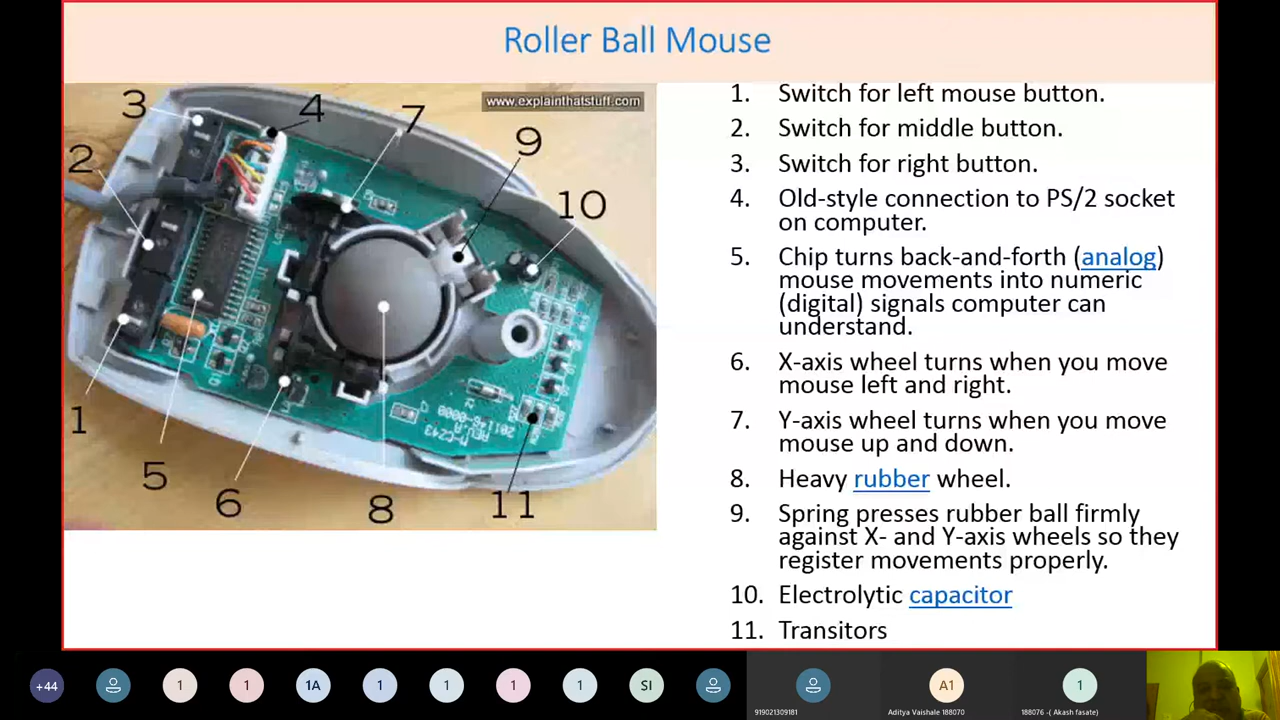 Roller Ball Mouse
www.explainthatstuff.com
3
4
7
9
2
10
1
5
6
8
11
1. Switch for left mouse button.
2. Switch for middle button.
3. Switch for right button.
4. Old-style connection to PS/2 socket
on computer.
5. Chip turns back-and-forth (analog)
mouse movements into numeric
(digital) signals computer can
understand.
6. X-axis wheel turns when you move
mouse left and right.
7. Y-axis wheel turns when you move
mouse up and down.
8. Heavy rubber wheel.
9. Spring presses rubber ball firmly
against X- and Y-axis wheels so they
register movements properly.
10. Electrolytic capacitor
11. Transitors
+44
1
1
1A
1
1
1
1
SI
A1
1
919021309181
Aditya Vaishale 188070
188076 -( Akash fasate)